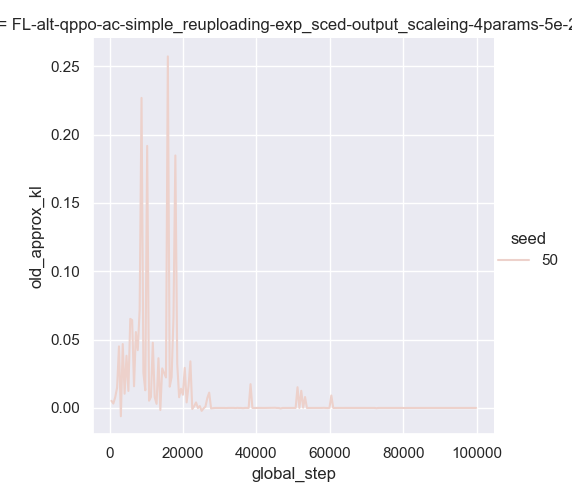 = FL-alt-qppo-ac-simple_reuploading-exp_sced-output_scaleing-4params-5e-2
0.25
0.20
0.15
0.10
0.05
0.00
old_approx_kl
0 20000 40000 60000 80000 100000
global_step
seed
50